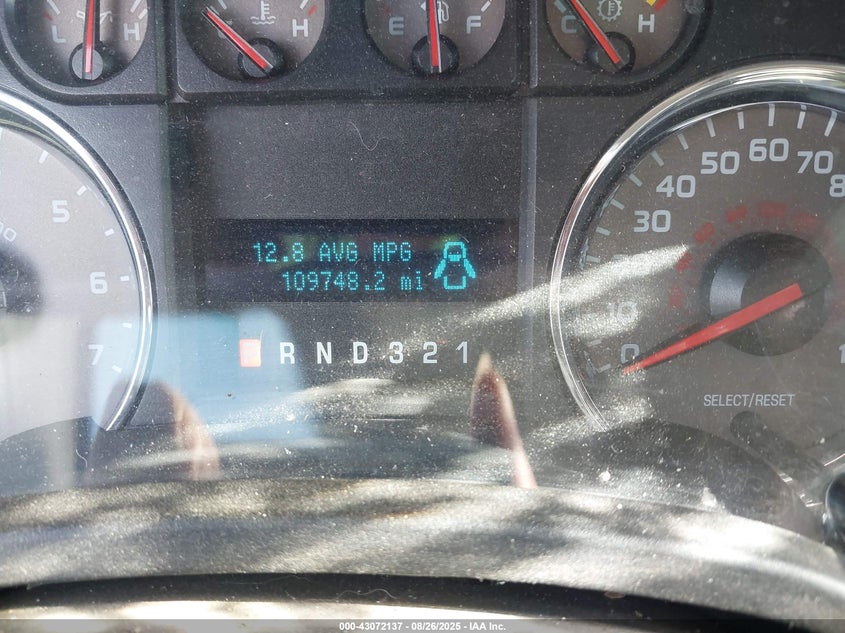 L H
H
E F
C
5
6
7
12.8 AVG MPG
109748.2 mi
R N D 3 2 1
0
30
40
50
60
70
SELECT/RESET
000-43072137 - 08/26/2025 - IAA Inc.